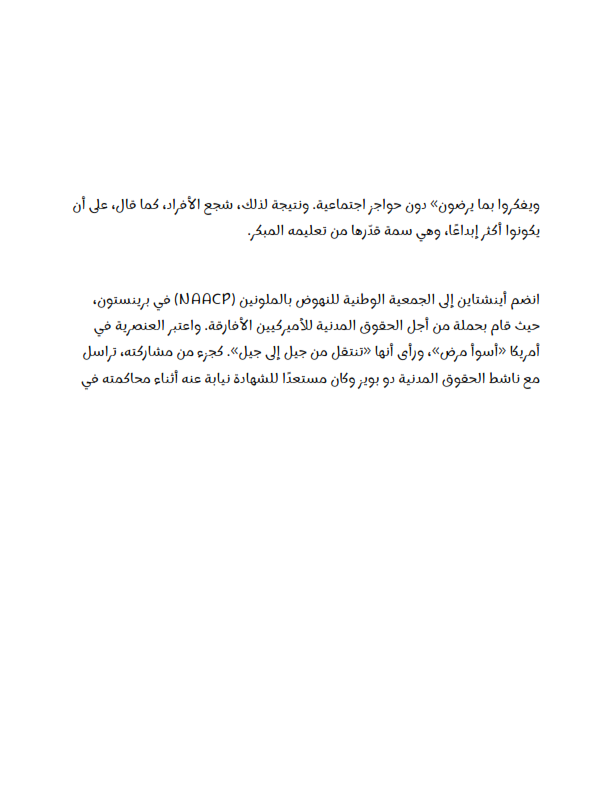 ويفكروا بما يرضون» دون حواجز اجتماعية. ونتيجة لذلك، شجع الأفراد، كما قال، على أن
يكونوا أكثر إبداعًا، وهي سمة قدّرها من تعليمه المبكر.
انضم أينشتاين إلى الجمعية الوطنية للنهوض بالملونين (NAACP) في برينستون،
حيث قام بحملة من أجل الحقوق المدنية للأميركيين الأفارقة. واعتبر العنصرية في
أمريكا «أسوأ مرض»، ورأى أنها «تنتقل من جيل إلى جيل». كجزء من مشاركته، تراسل
مع ناشط الحقوق المدنية دو بويز وكان مستعدًا للشهادة نيابة عنه أثناء محاكمته في